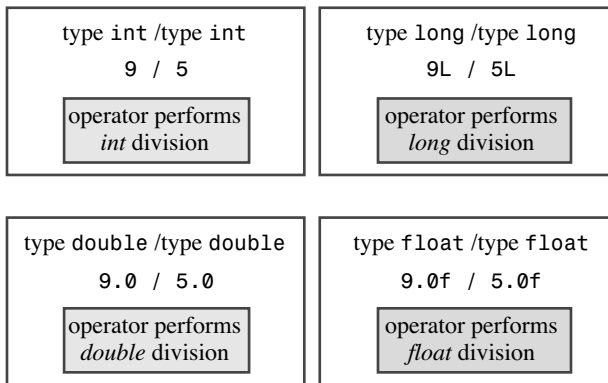 type int /type int
9 / 5
operator performs
int division
type long /type long
9L / 5L
operator performs
long division
type double /type double
9.0 / 5.0
operator performs
double division
type float /type float
9.0f / 5.0f
operator performs
float division